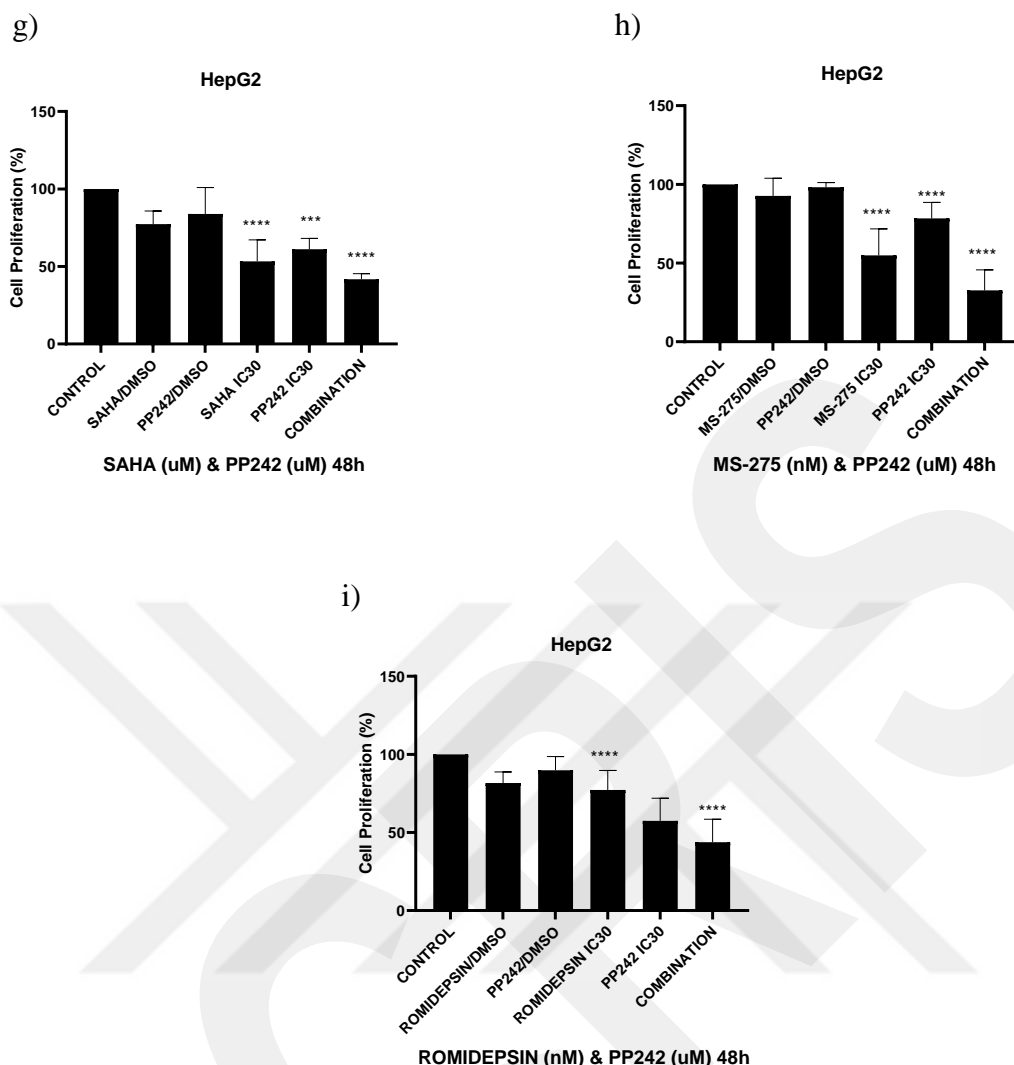 g)
HepG2
Cell Proliferation (%)
150
100
50
0
****
***
****
CONTROL
SAHA/DMSO
PP242/DMSO
SAHA IC30
PP242 IC30
COMBINATION
SAHA (uM) & PP242 (uM) 48h
h)
HepG2
Cell Proliferation (%)
150
100
50
0
****
****
****
CONTROL
MS-275/DMSO
PP242/DMSO
MS-275 IC30
PP242 IC30
COMBINATION
MS-275 (nM) & PP242 (uM) 48h
i)
HepG2
Cell Proliferation (%)
150
100
50
0
****
****
CONTROL
ROMIDEPSIN/DMSO
PP242/DMSO
ROMIDEPSIN IC30
PP242 IC30
COMBINATION
ROMIDEPSIN (nM) & PP242 (uM) 48h